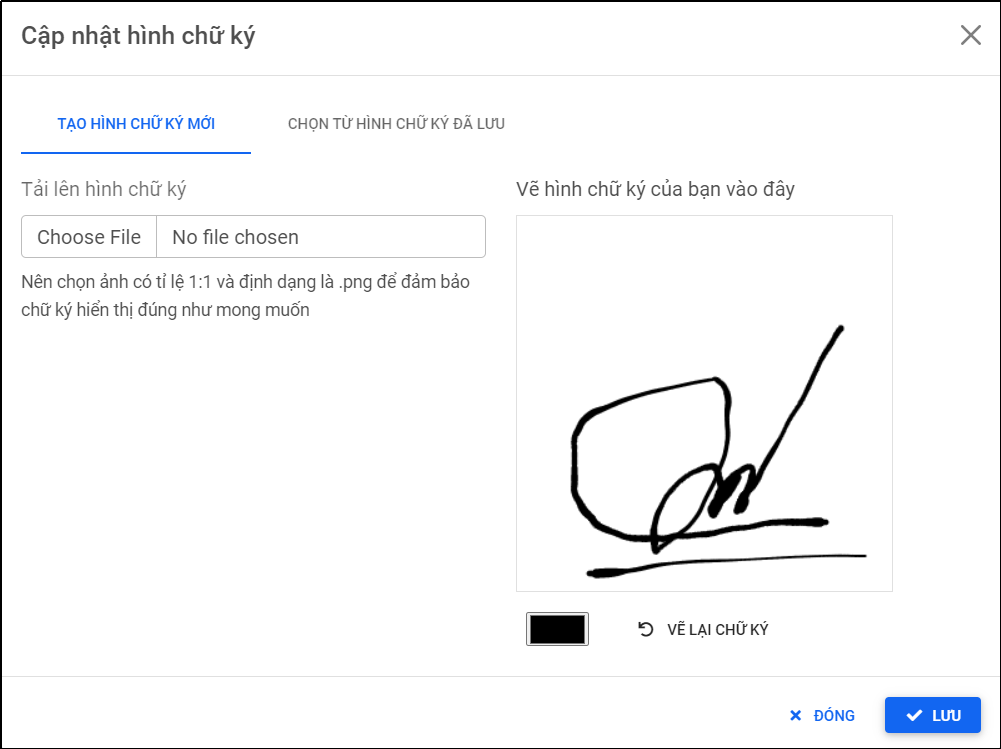 Cập nhật hình chữ ký
TẠO HÌNH CHỮ KÝ MỚI
CHỌN TỪ HÌNH CHỮ KÝ ĐÃ LƯU
Tải lên hình chữ ký
Choose File
No file chosen
Nên chọn ảnh có tỉ lệ 1:1 và định dạng là .png để đảm bảo
chữ ký hiển thị đúng như mong muốn
Vẽ hình chữ ký của bạn vào đây
VẼ LẠI CHỮ KÝ
ĐÓNG
LƯU